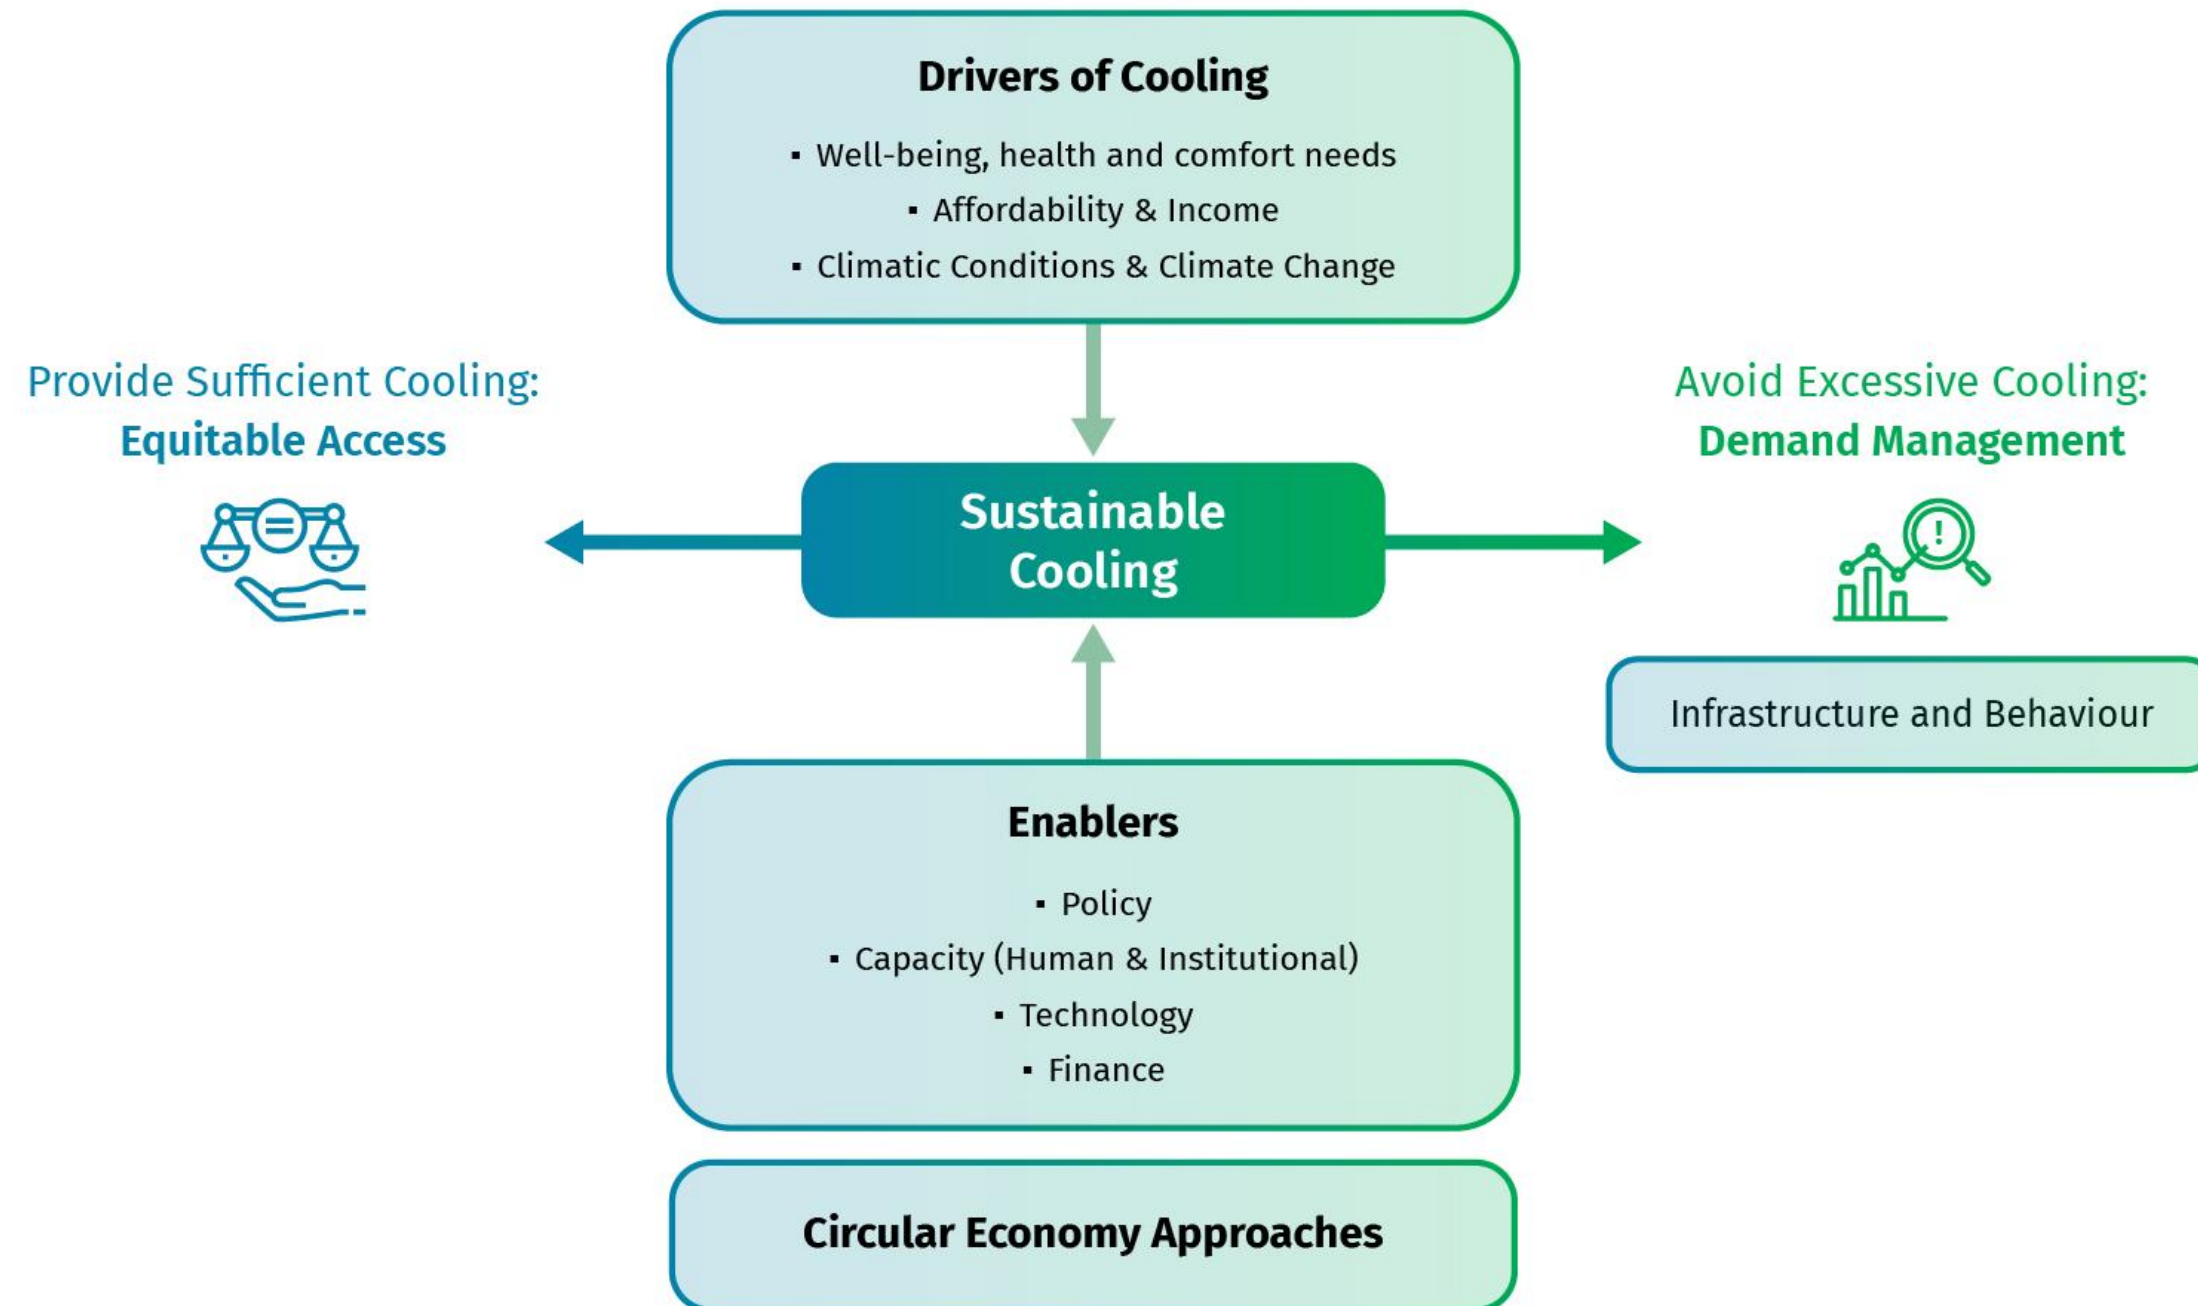 Drivers of Cooling
▪ Well-being, health and comfort needs
▪ Affordability & Income
▪ Climatic Conditions & Climate Change
Provide Sufficient Cooling:
Equitable Access
Sustainable
Cooling
Avoid Excessive Cooling:
Demand Management
Infrastructure and Behaviour
Enablers
▪ Policy
▪ Capacity (Human & Institutional)
▪ Technology
▪ Finance
Circular Economy Approaches